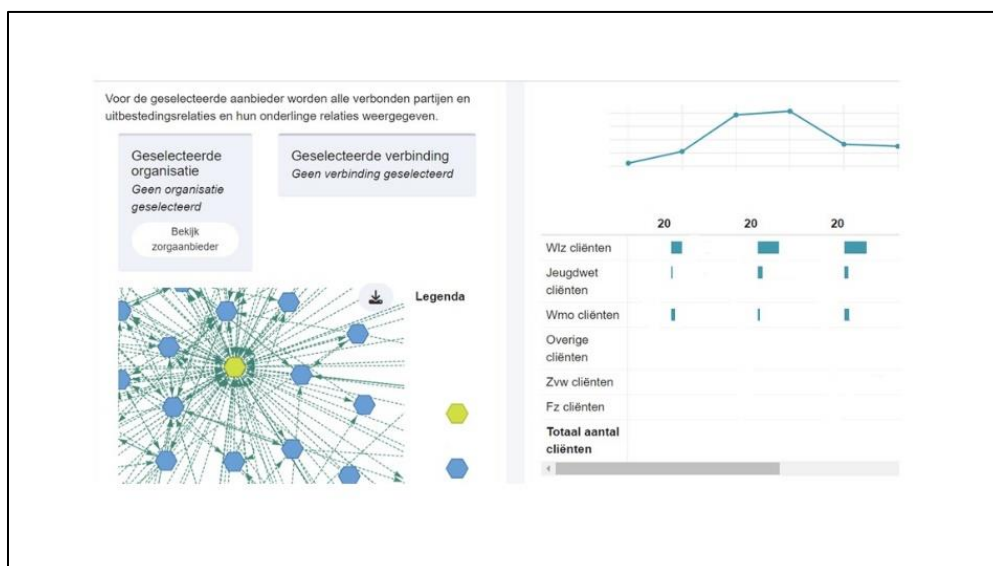 Voor de geselecteerde aanbieder worden alle verbonden partijen en
uitbestedingsrelaties en hun onderlinge relaties weergegeven.
Geselecteerde
organisatie
Geen organisatie
geselecteerd
Bekijk
zorgaanbieder
Geselecteerde verbinding
Geen verbinding geselecteerd
Legenda
20 20 20
Wlz cliënten
Jeugdwet
cliënten
Wmo cliënten
Overige
cliënten
Zvw cliënten
Fz cliënten
Totaal aantal
cliënten